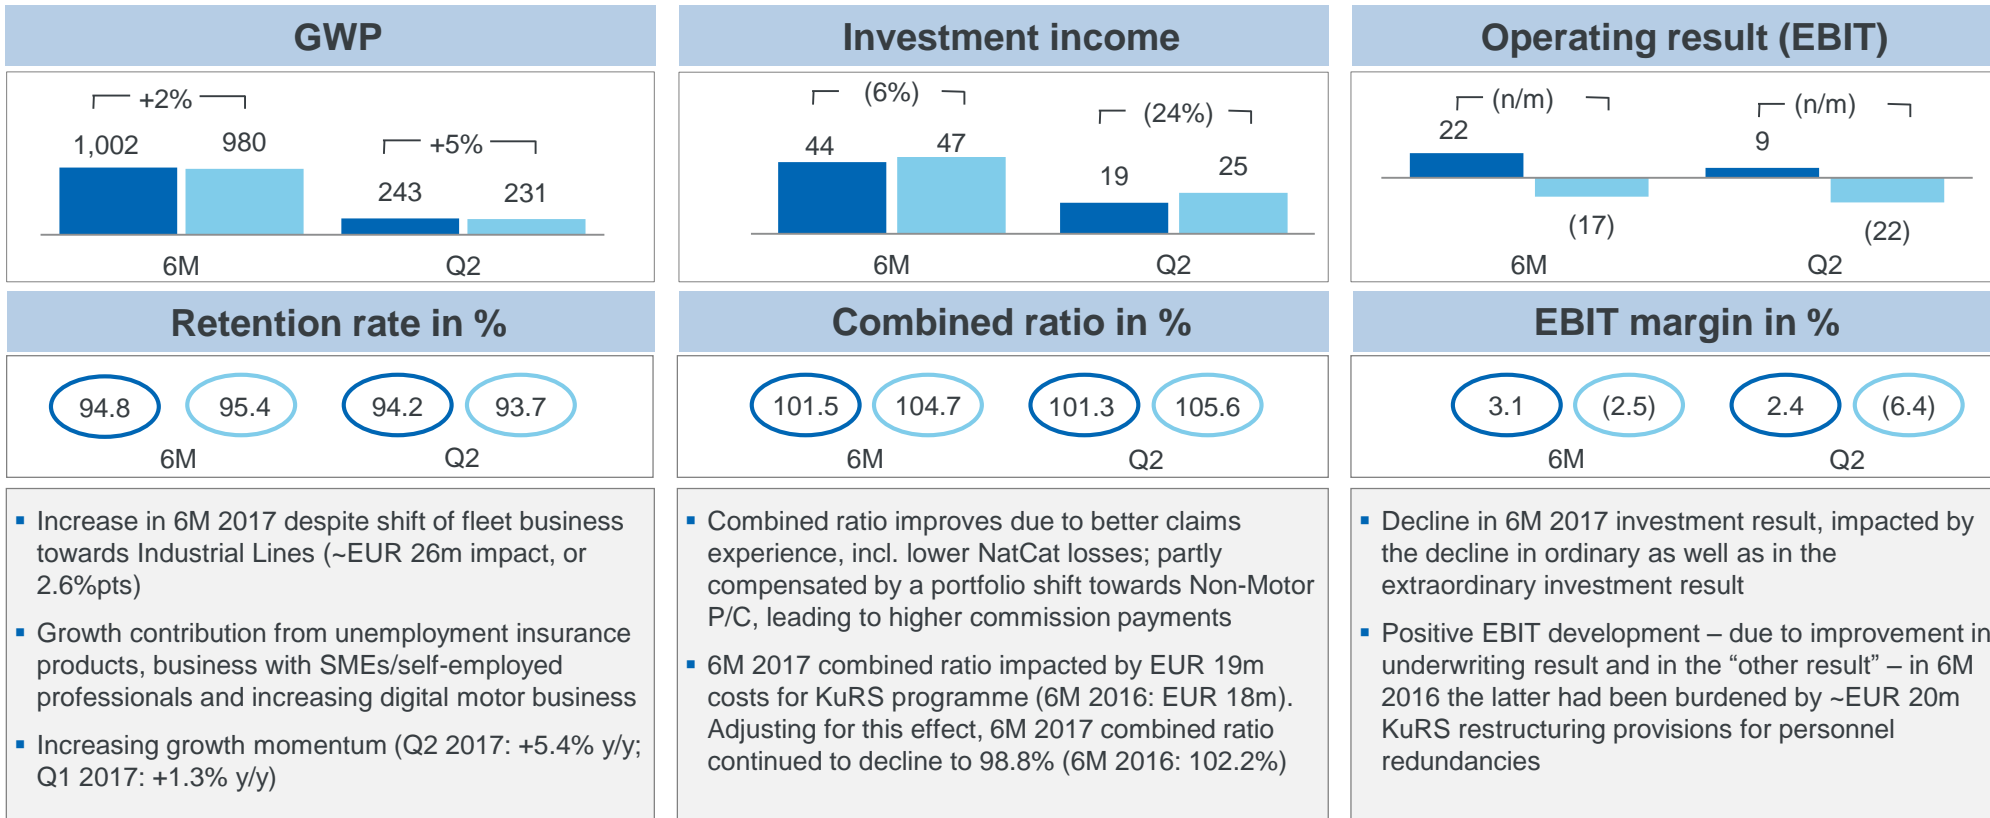 GWP
+2%
1,002
980
+5%
243
231
6M
Q2
Investment income
(6%)
44
47
(24%)
19
25
6M
Q2
Operating result (EBIT)
(n/m)
22
(17)
(n/m)
9
(22)
6M
Q2
Retention rate in %
94.8
95.4
94.2
93.7
6M
Q2
Combined ratio in %
101.5
104.7
101.3
105.6
6M
Q2
EBIT margin in %
3.1
(2.5)
2.4
(6.4)
6M
Q2
▪ Increase in 6M 2017 despite shift of fleet business
towards Industrial Lines (~EUR 26m impact, or
2.6%pts)
▪ Growth contribution from unemployment insurance
products, business with SMEs/self-employed
professionals and increasing digital motor business
▪ Increasing growth momentum (Q2 2017: +5.4% y/y;
Q1 2017: +1.3% y/y)
▪ Combined ratio improves due to better claims
experience, incl. lower NatCat losses; partly
compensated by a portfolio shift towards Non-Motor
P/C, leading to higher commission payments
▪ 6M 2017 combined ratio impacted by EUR 19m
costs for KuRS programme (6M 2016: EUR 18m).
Adjusting for this effect, 6M 2017 combined ratio
continued to decline to 98.8% (6M 2016: 102.2%)
▪ Decline in 6M 2017 investment result, impacted by
the decline in ordinary as well as in the
extraordinary investment result
▪ Positive EBIT development – due to improvement in
underwriting result and in the “other result” – in 6M
2016 the latter had been burdened by ~EUR 20m
KuRS restructuring provisions for personnel
redundancies